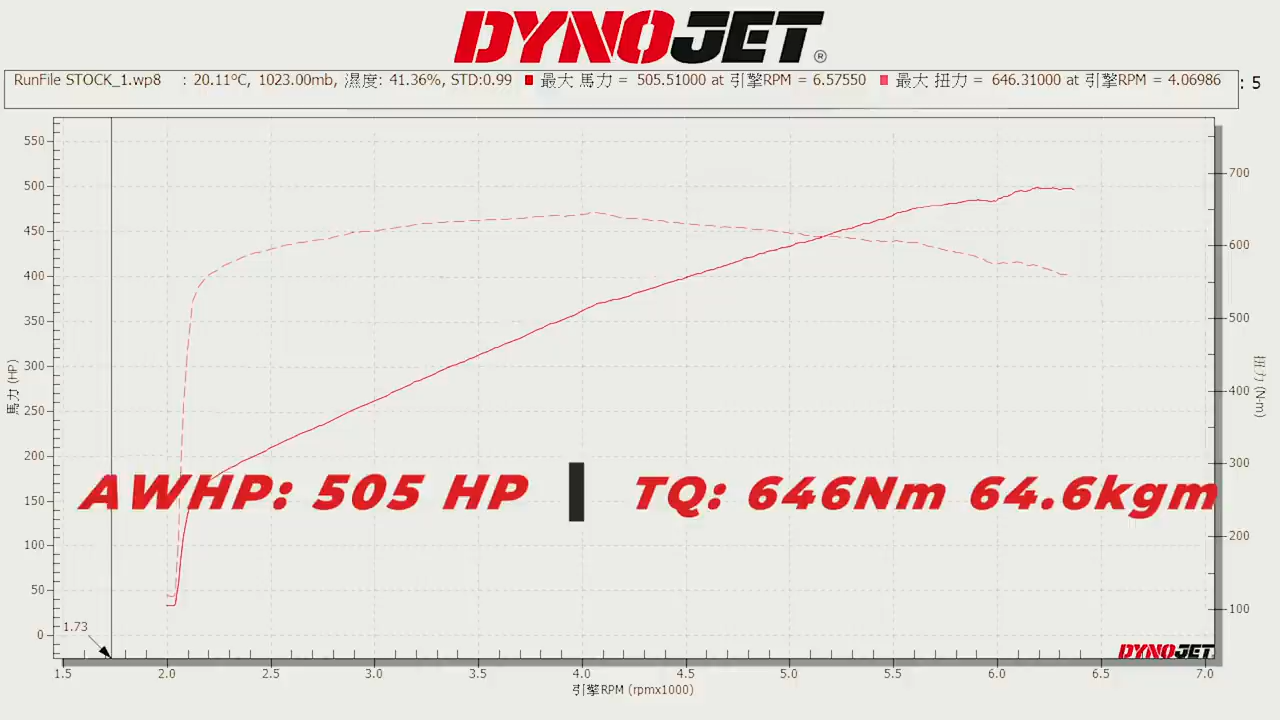 DYNOJET®
RunFile STOCK_1.wp8 : 20.11°C, 1023.00mb, 濕度: 41.36%, STD:0.99 最大 馬力 = 505.51000 at 引擎RPM = 6.57550 最大 扭力 = 646.31000 at 引擎RPM = 4.06986 : 5
550
500
450
400
350
300
250
200
150
100
50
0
馬力 (HP)
700
600
500
400
300
200
100
扭力 (N·m)
AWHP: 505 HP | TQ: 646Nm 64.6kgm
1.73
DYNOJET
1.5 2.0 2.5 3.0 3.5 4.0 4.5 5.0 5.5 6.0 6.5 7.0
引擎RPM (rpmx1000)